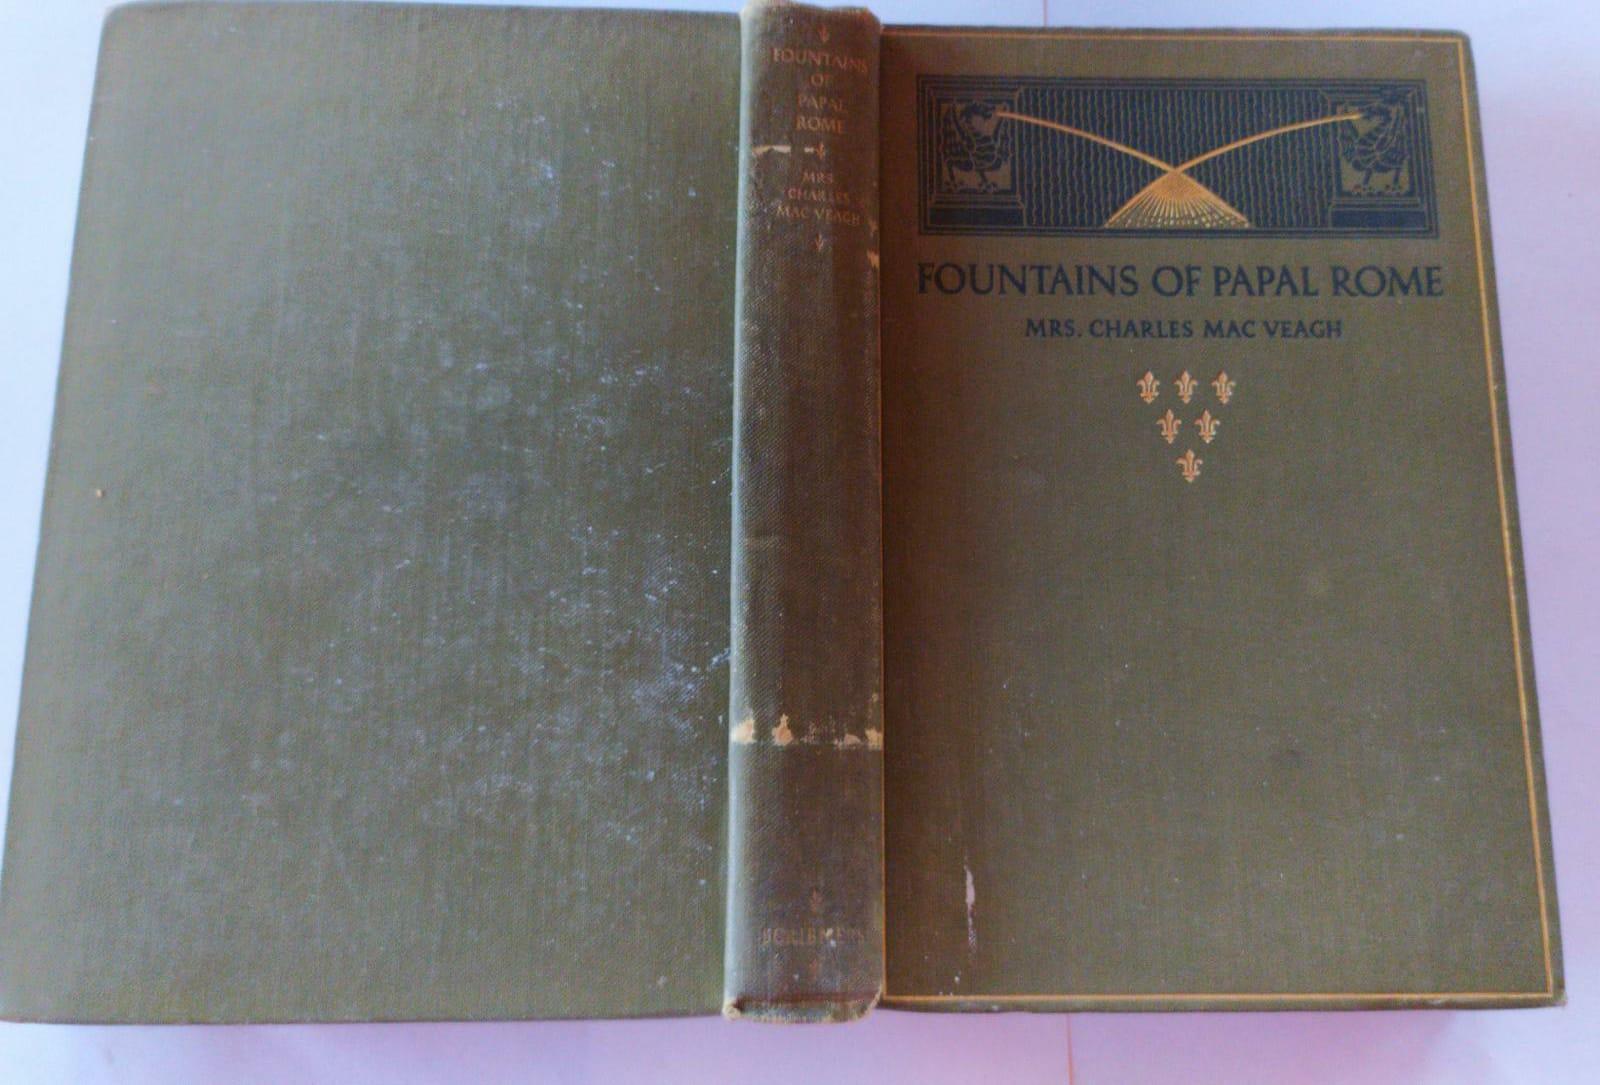 FOUNTAINS
OF
PAPAL
ROME
MRS.
CHARLES
MAC VEAGH
SCRIBNERS
FOUNTAINS OF PAPAL ROME
MRS. CHARLES MAC VEAGH